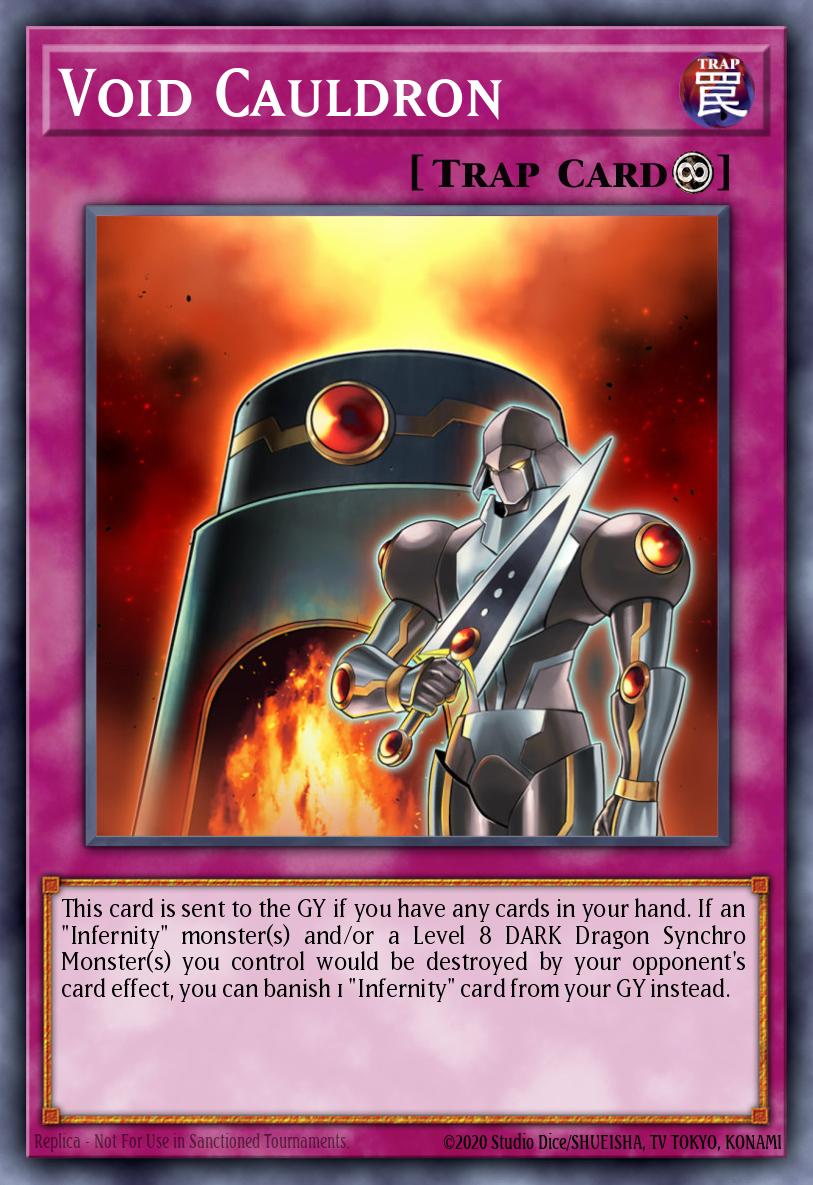 Void Cauldron
TRAP
罠
[ Trap Card ]
This card is sent to the GY if you have any cards in your hand. If an
"Infernity" monster(s) and/or a Level 8 DARK Dragon Synchro
Monster(s) you control would be destroyed by your opponent's
card effect, you can banish 1 "Infernity" card from your GY instead.
Replica - Not For Use in Sanctioned Tournaments.
©2020 Studio Dice/SHUEISHA, TV TOKYO, KONAMI